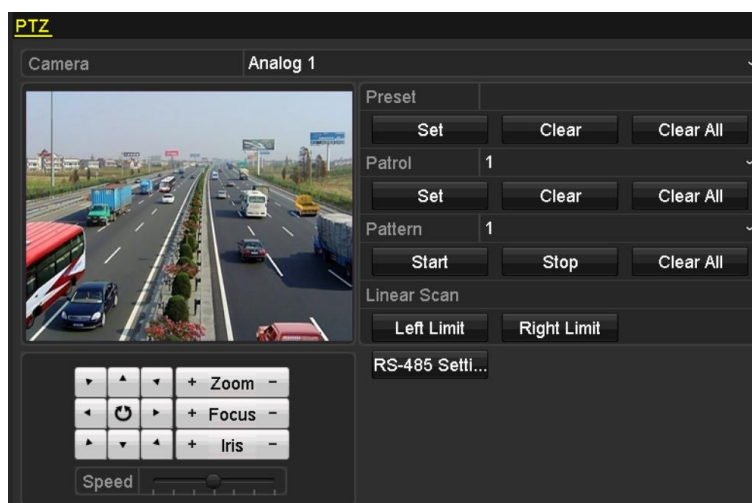 PTZ
Camera Analog 1
Preset
Set Clear Clear All
Patrol 1
Set Clear Clear All
Pattern 1
Start Stop Clear All
Linear Scan
Left Limit Right Limit
RS-485 Setti...
+ Zoom -
+ Focus -
+ Iris -
Speed